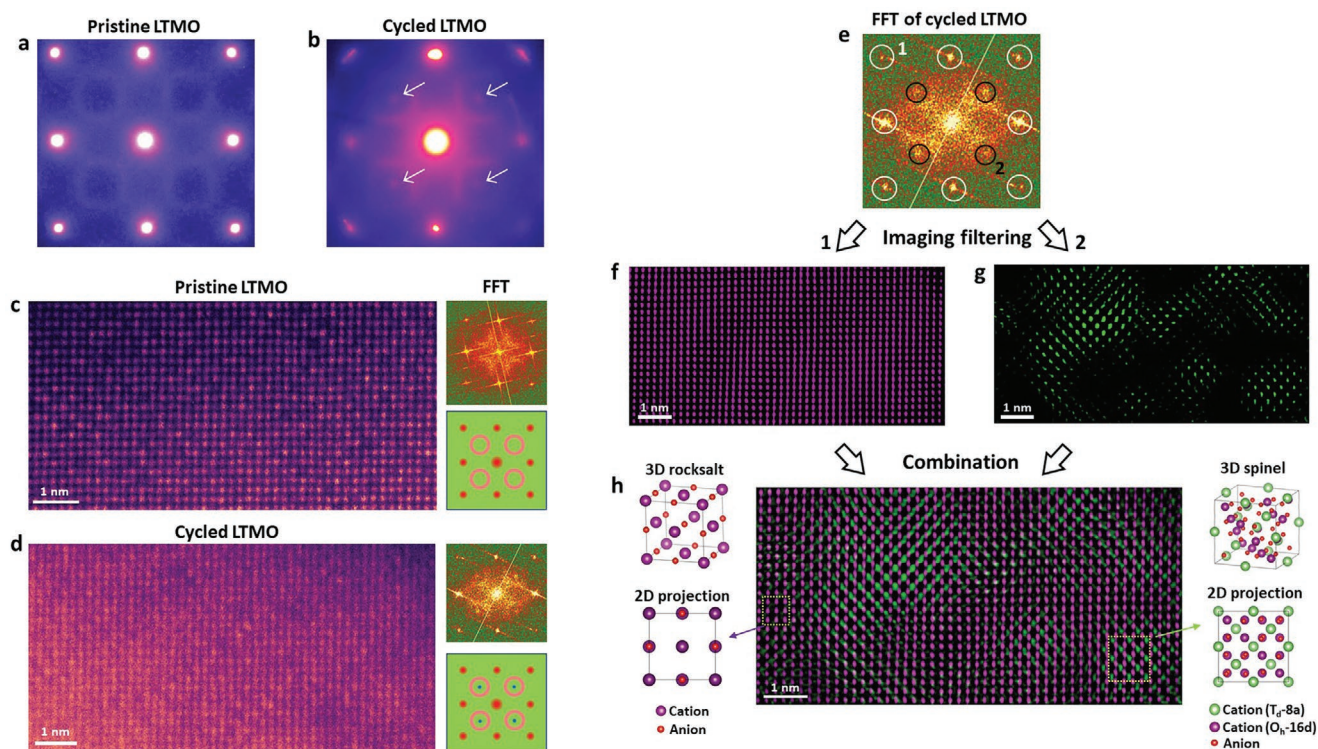 Pristine LTMO
a
Cycled LTMO
b
FFT of cycled LTMO
e
1
2
1 Imaging filtering 2
Pristine LTMO
FFT
c
1 nm
f
1 nm
g
1 nm
Cycled LTMO
d
1 nm
Combination
h
3D rocksalt
2D projection
Cation
Anion
1 nm
3D spinel
2D projection
Cation (Td-8a)
Cation (Oh-16d)
Anion